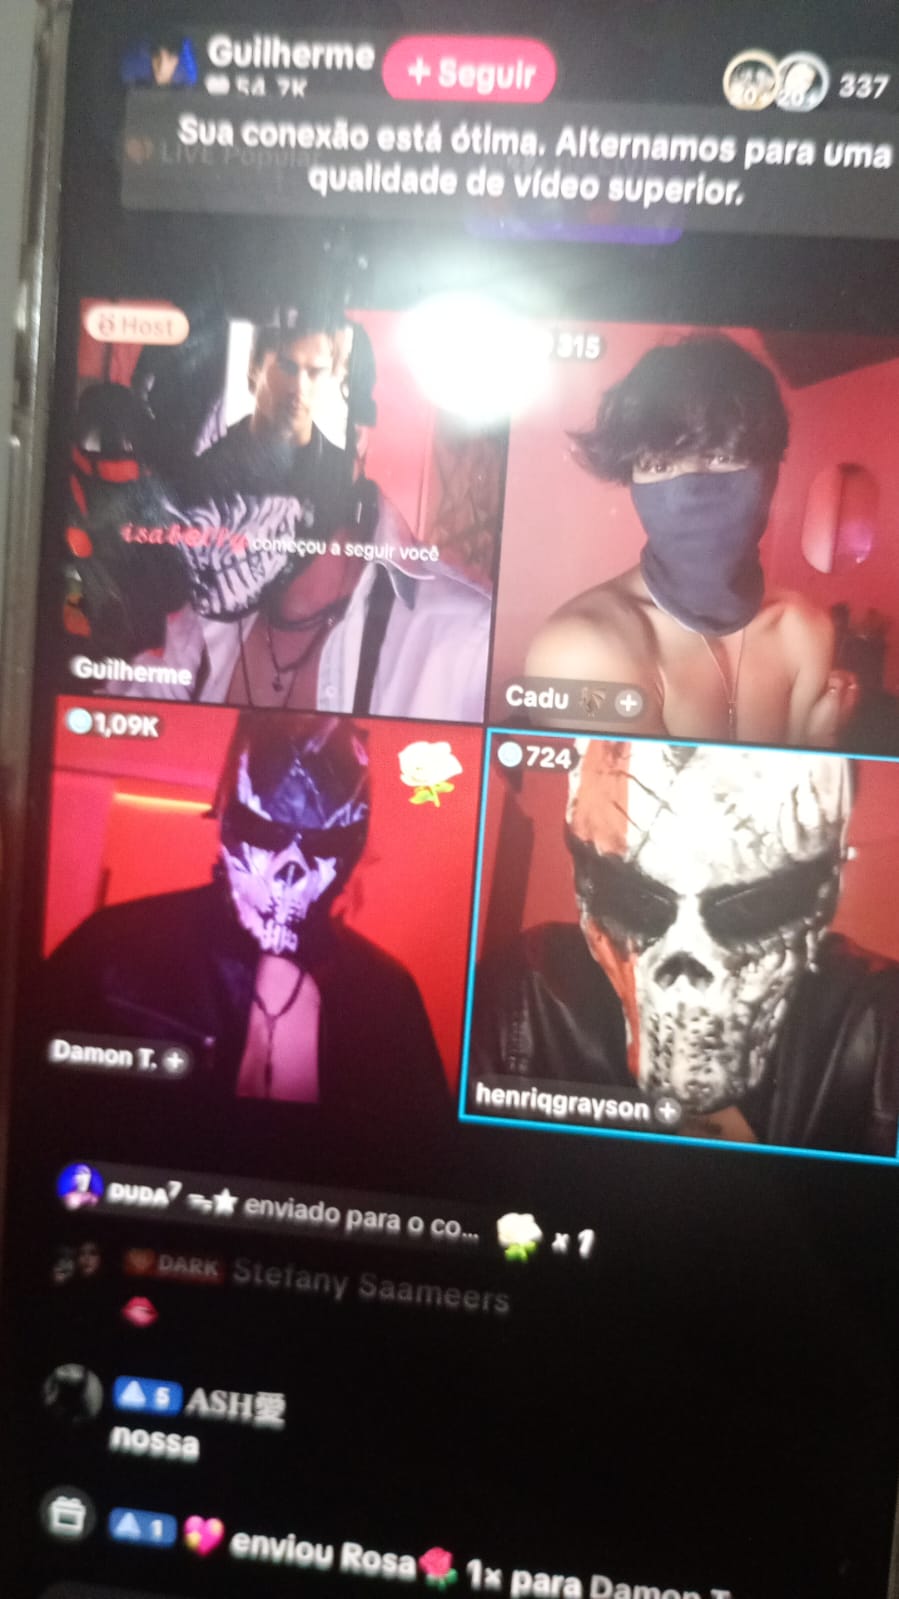 Guilherme
+ Seguir
54.7K
337
Sua conexão está ótima. Alternamos para uma
qualidade de vídeo superior.
LIVE Popular
Host
315
isabelly começou a seguir você
Guilherme
Cadu +
1,09K
724
Damon T. +
henriqgrayson +
DUDA⁷ enviado para o co... x 1
DARK Stefany Saameers
5 ASH愛
nossa
1 enviou Rosa 1x para Damon T